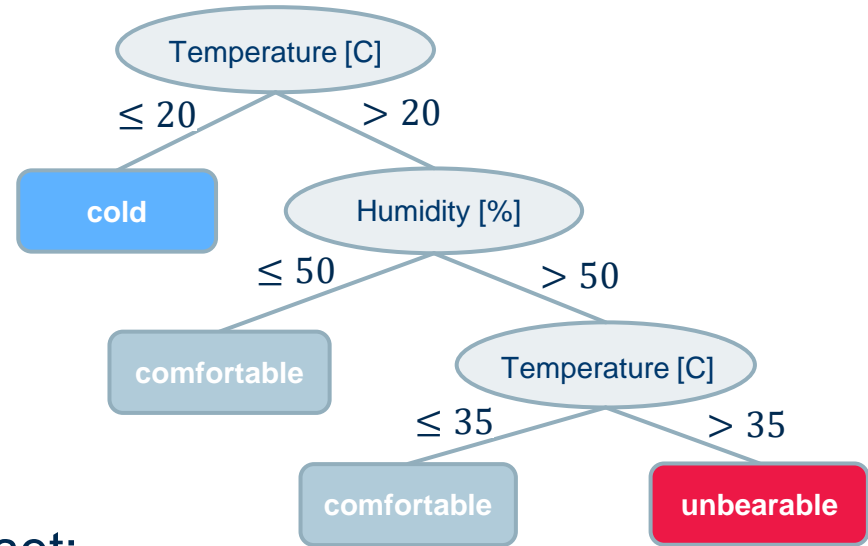 Temperature [C]
≤ 20
> 20
cold
Humidity [%]
≤ 50
> 50
comfortable
Temperature [C]
≤ 35
> 35
comfortable
unbearable